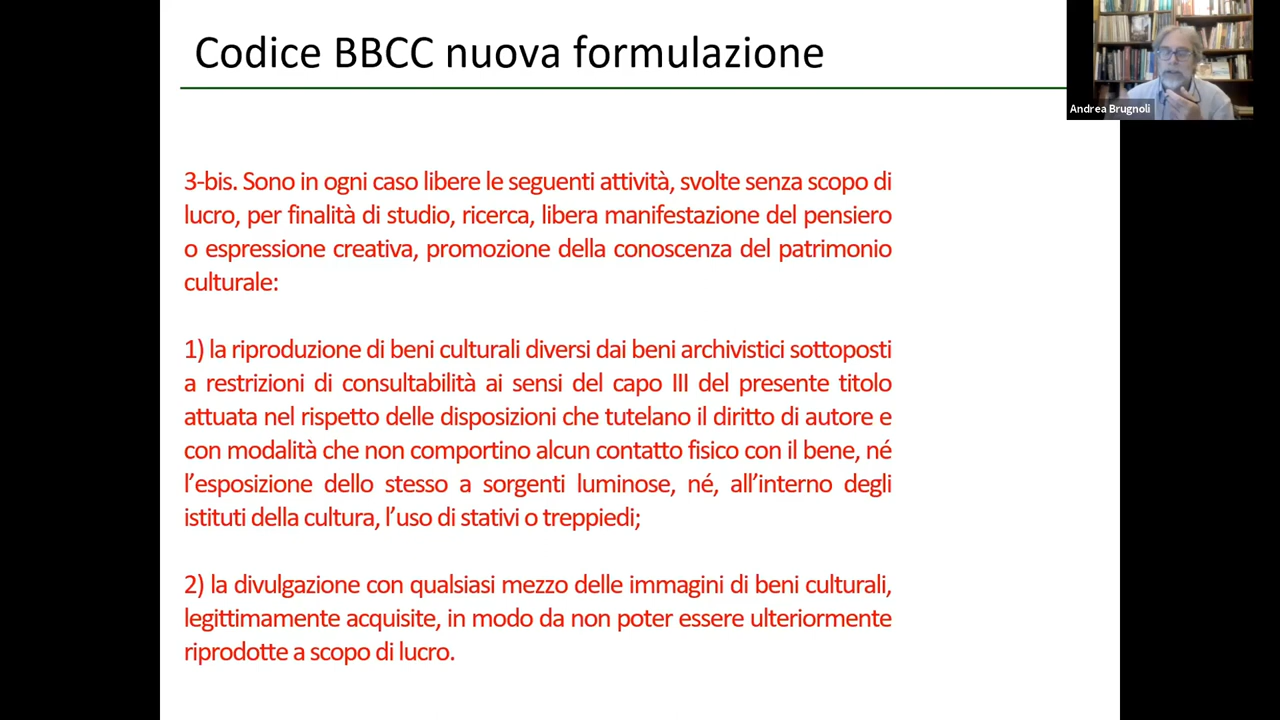 Codice BBCC nuova formulazione
Andrea Brugnoli
3-bis. Sono in ogni caso libere le seguenti attività, svolte senza scopo di
lucro, per finalità di studio, ricerca, libera manifestazione del pensiero
o espressione creativa, promozione della conoscenza del patrimonio
culturale:
1) la riproduzione di beni culturali diversi dai beni archivistici sottoposti
a restrizioni di consultabilità ai sensi del capo III del presente titolo
attuata nel rispetto delle disposizioni che tutelano il diritto di autore e
con modalità che non comportino alcun contatto fisico con il bene, né
l’esposizione dello stesso a sorgenti luminose, né, all’interno degli
istituti della cultura, l’uso di stativi o treppiedi;
2) la divulgazione con qualsiasi mezzo delle immagini di beni culturali,
legittimamente acquisite, in modo da non poter essere ulteriormente
riprodotte a scopo di lucro.